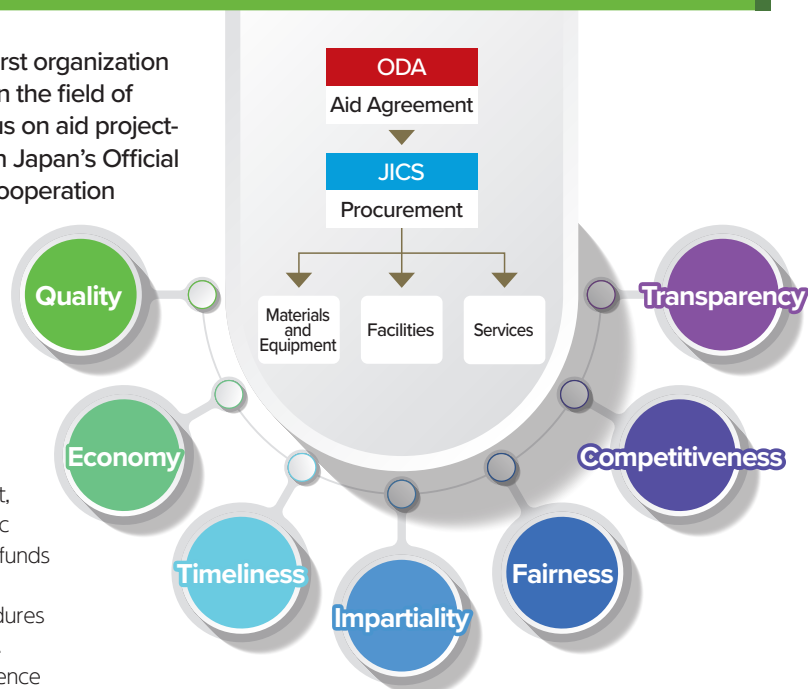 rst organization
n the field of
us on aid project-
n Japan's Official
ooperation
ODA
Aid Agreement
JICS
Procurement
Materials
and
Equipment
Facilities
Services
Quality
Economy
Timeliness
Impartiality
Fairness
Competitiveness
Transparency
t,
c
funds
dures
ence